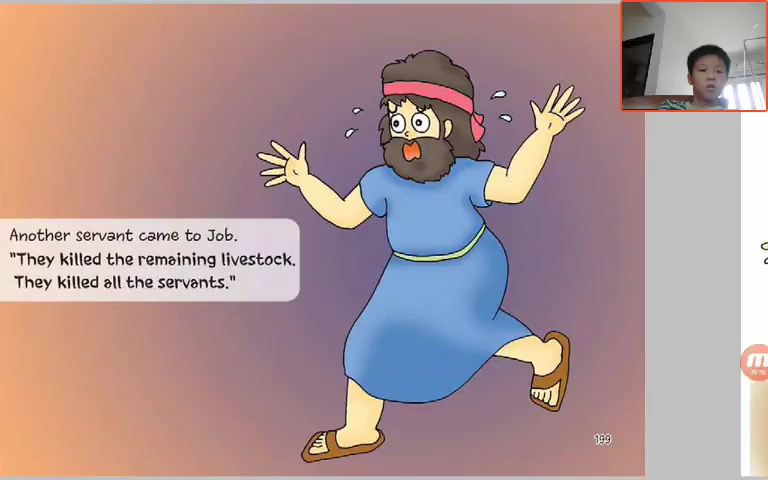 Another servant came to Job.
"They killed the remaining livestock.
They killed all the servants."
199